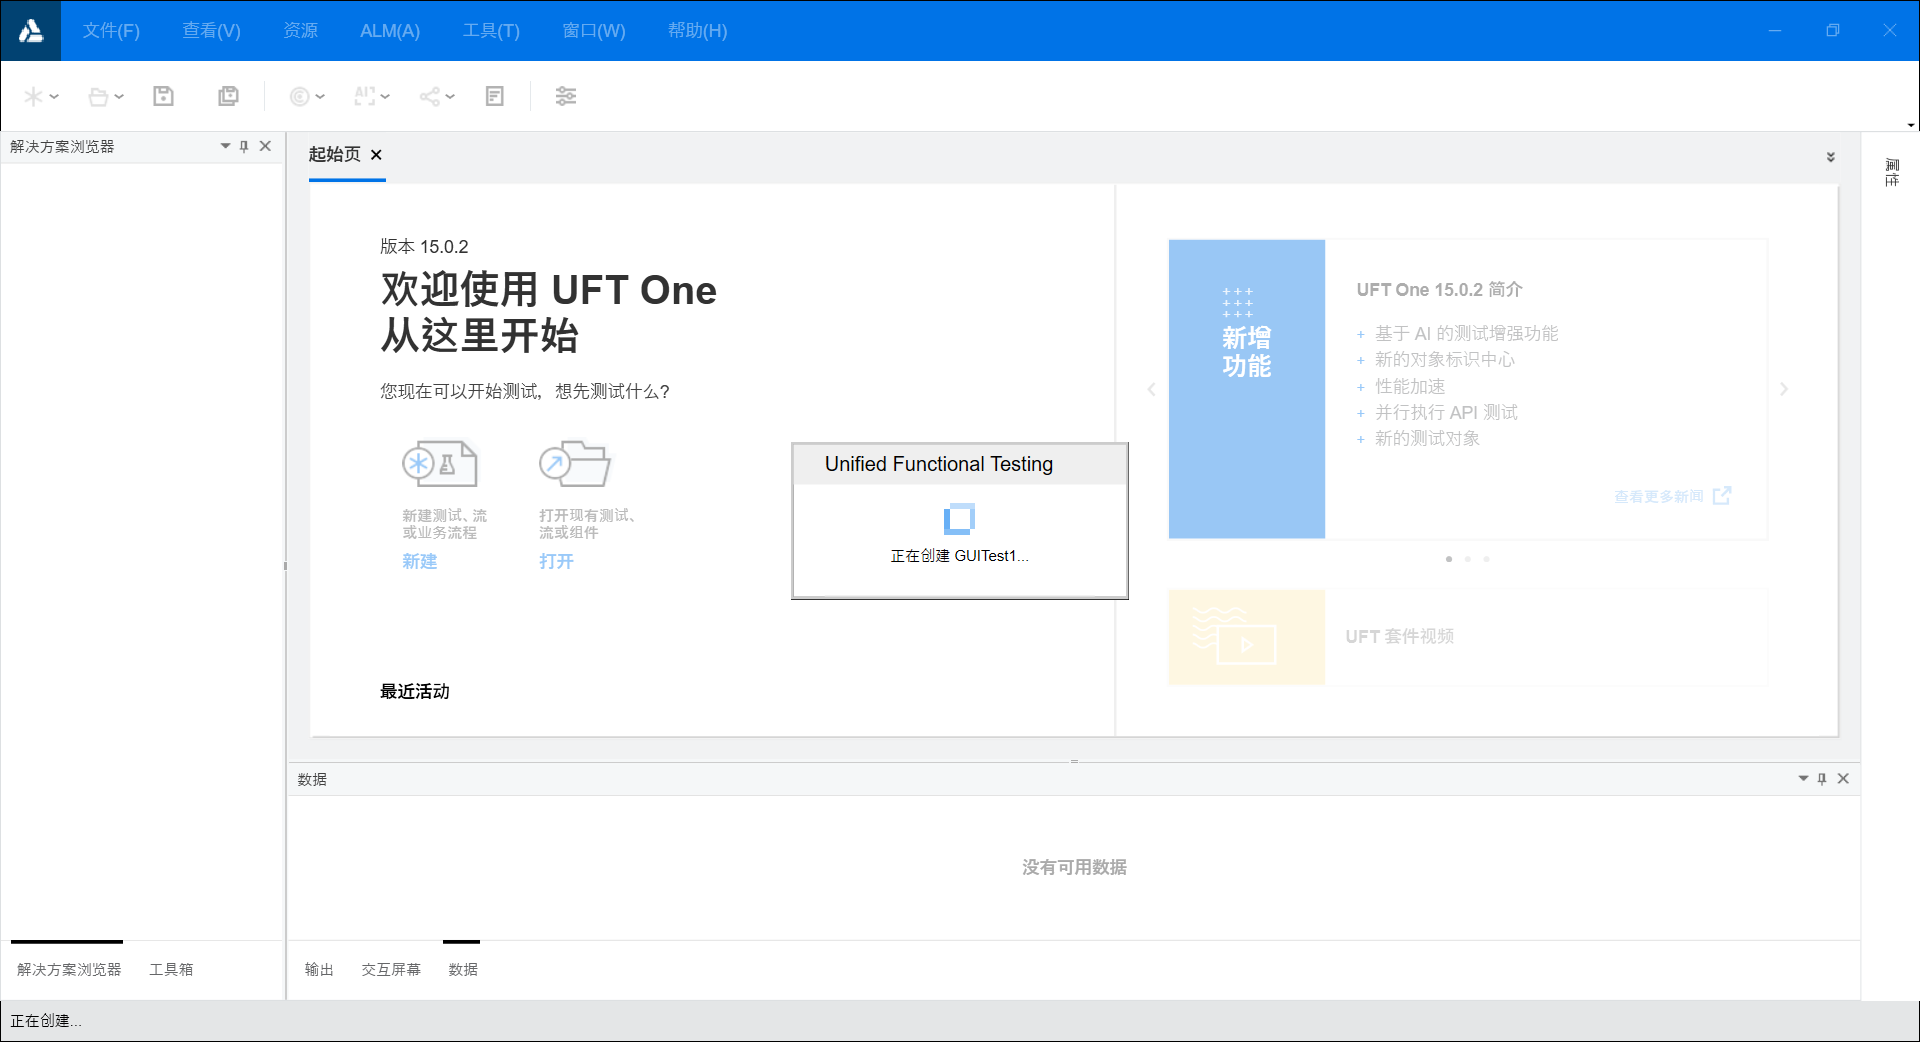 文件(F) 查看(V) 资源 ALM(A) 工具(T) 窗口(W) 帮助(H)
AI
解决方案浏览器
起始页
属性
版本 15.0.2
欢迎使用 UFT One
从这里开始
您现在可以开始测试，想先测试什么?
新建测试、流
或业务流程
新建
打开现有测试、
流或组件
打开
最近活动
Unified Functional Testing
正在创建 GUITest1...
新增
功能
UFT One 15.0.2 简介
+ 基于 AI 的测试增强功能
+ 新的对象标识中心
+ 性能加速
+ 并行执行 API 测试
+ 新的测试对象
查看更多新闻
UFT 套件视频
数据
没有可用数据
解决方案浏览器 工具箱
输出 交互屏幕 数据
正在创建...